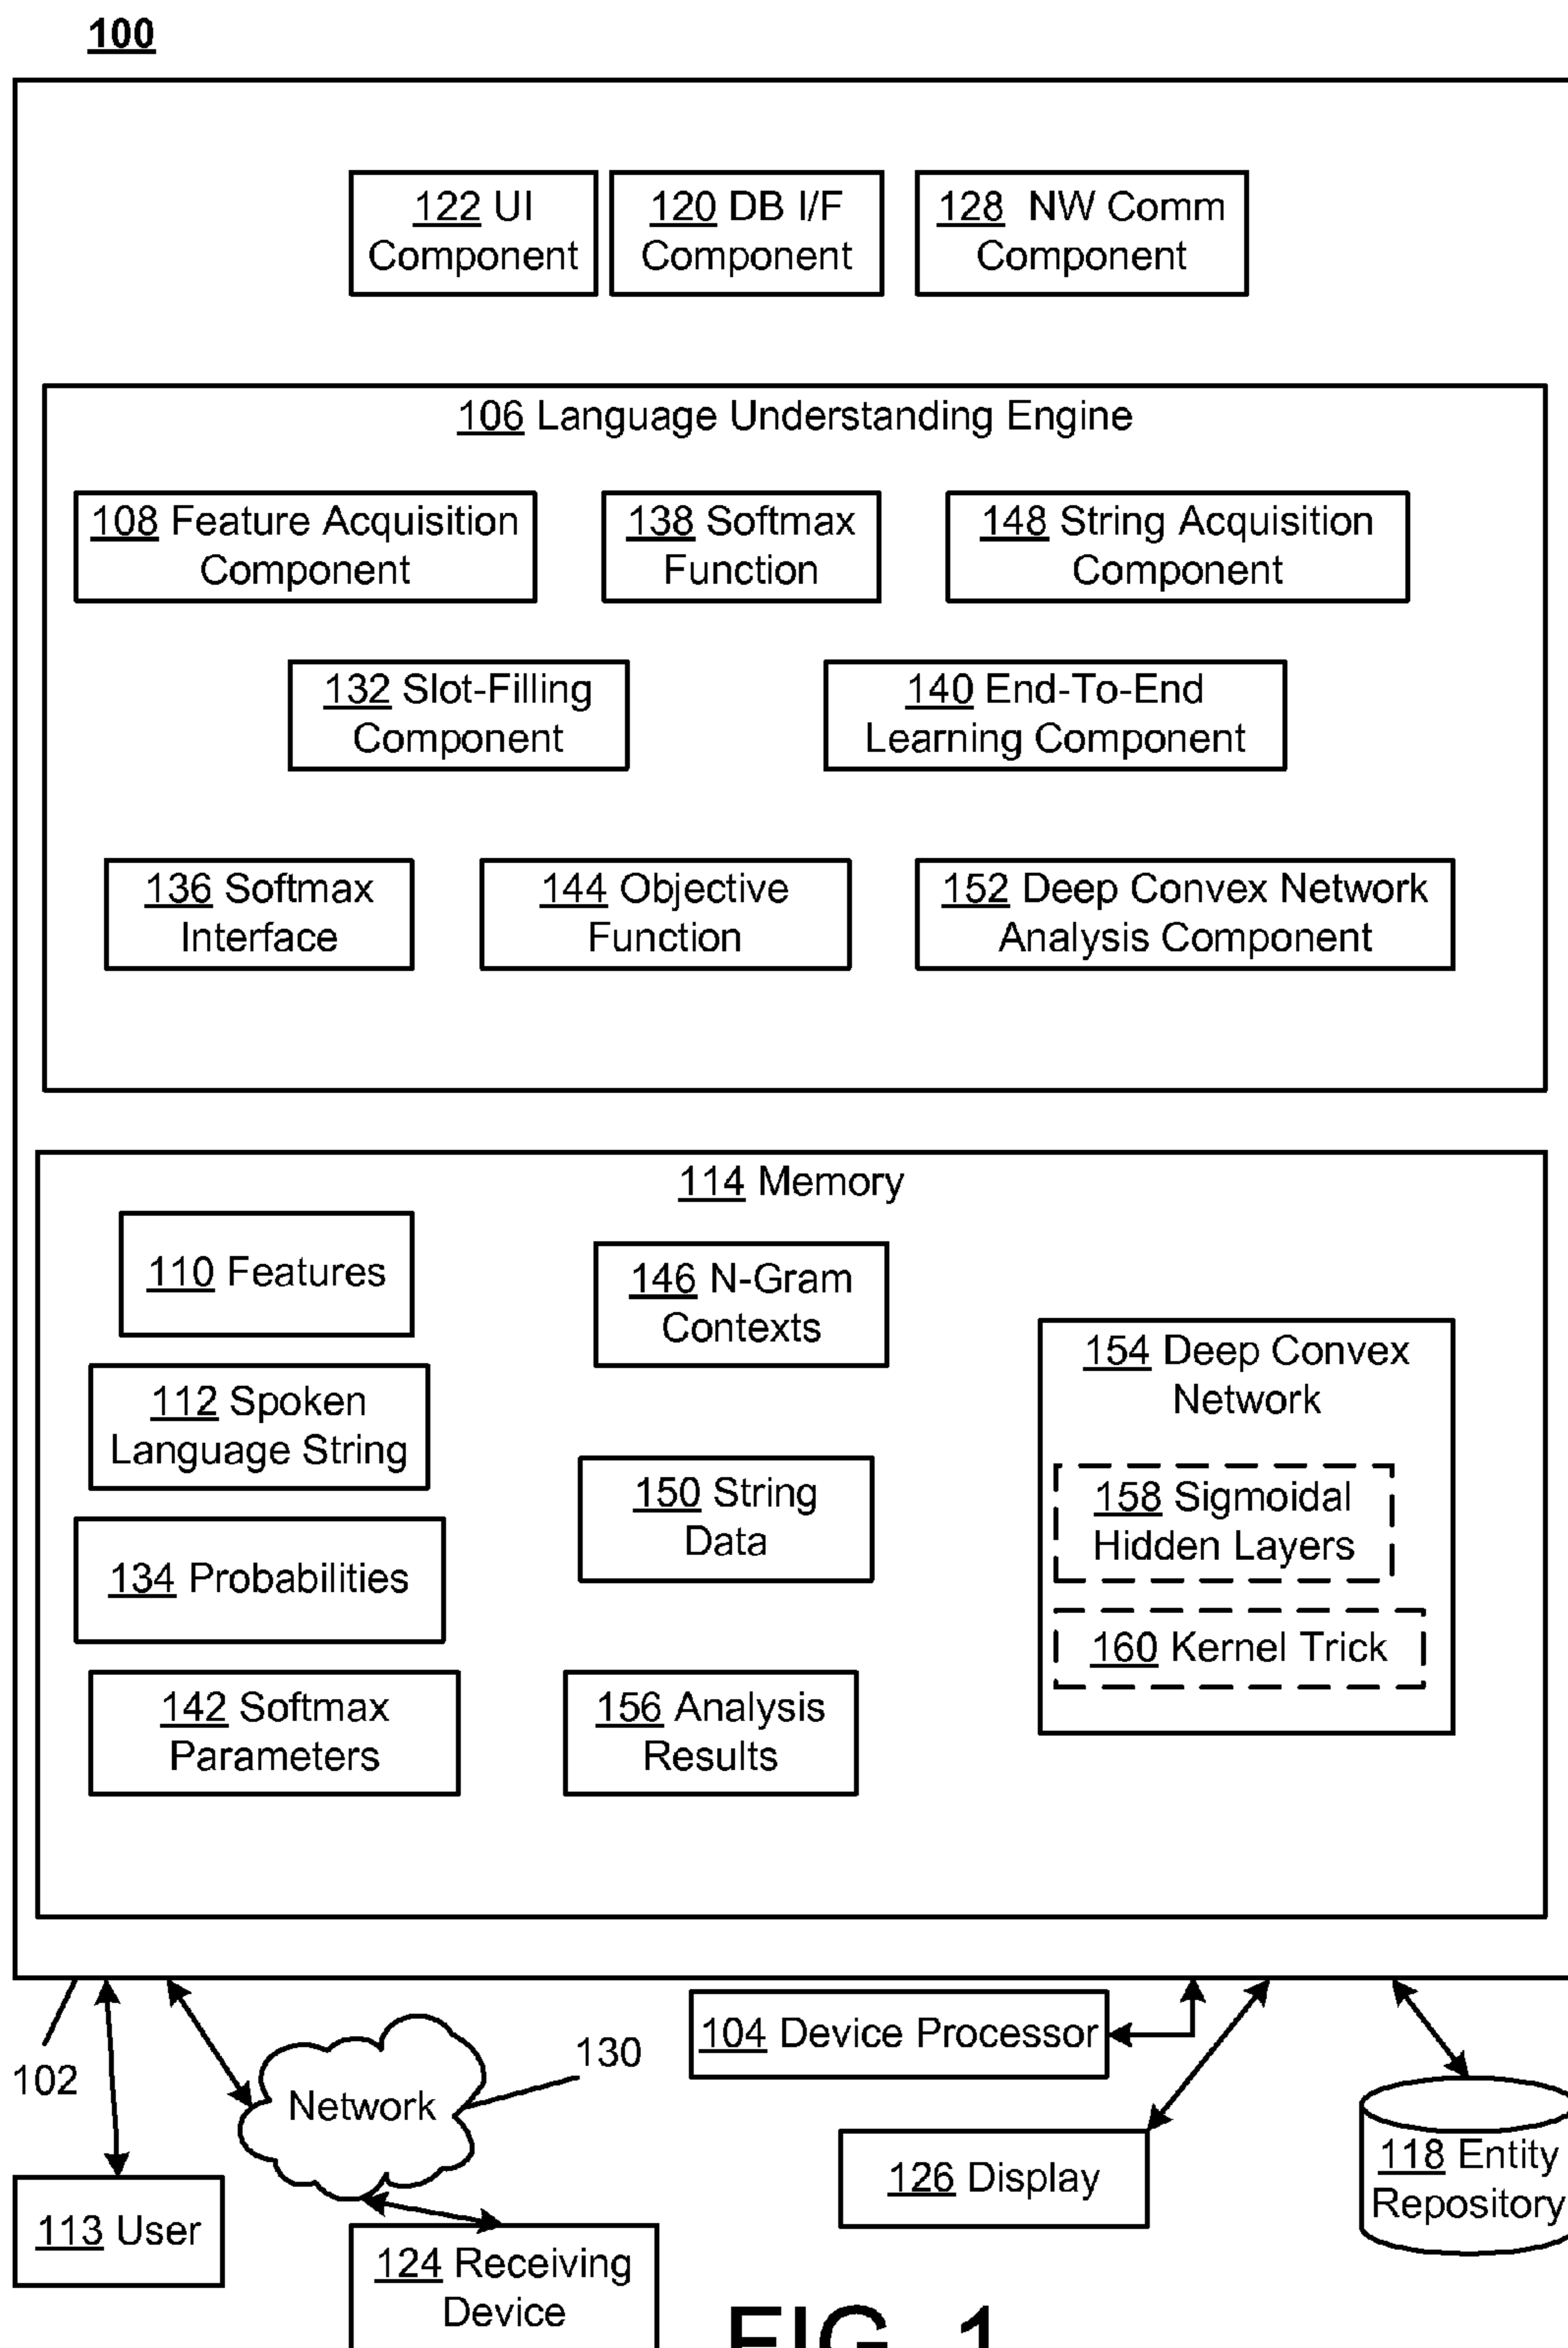 100
122 UI
Component
120 DB I/F
Component
128 NW Comm
Component
106 Language Understanding Engine
108 Feature Acquisition
Component
138 Softmax
Function
148 String Acquisition
Component
132 Slot-Filling
Component
140 End-To-End
Learning Component
136 Softmax
Interface
144 Objective
Function
152 Deep Convex Network
Analysis Component
114 Memory
110 Features
146 N-Gram
Contexts
154 Deep Convex
Network
112 Spoken
Language String
150 String
Data
158 Sigmoidal
Hidden Layers
134 Probabilities
160 Kernel Trick
142 Softmax
Parameters
156 Analysis
Results
104 Device Processor
102
130
Network
126 Display
118 Entity
Repository
113 User
124 Receiving
Device
FIG. 1